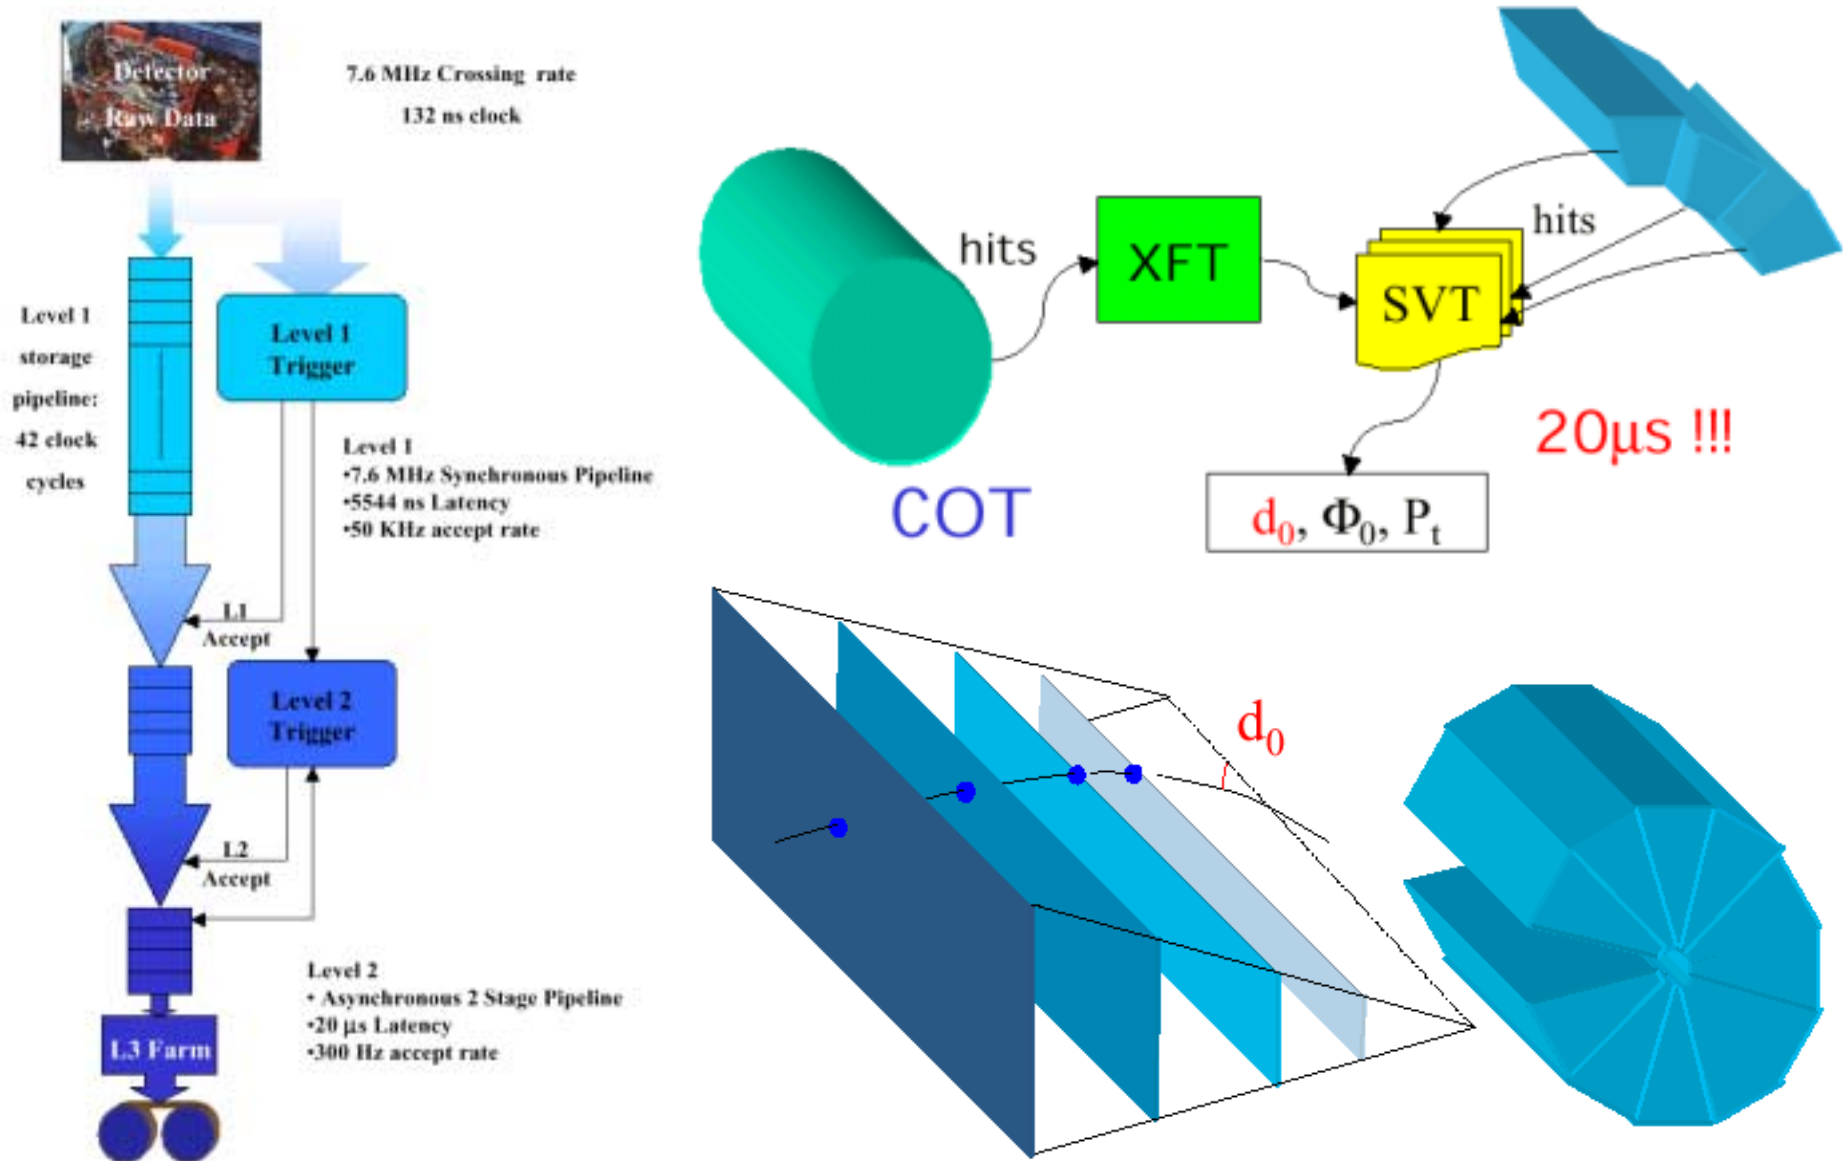 Detector
Raw Data
7.6 MHz Crossing rate
132 ns clock
Level 1
storage
pipeline:
42 clock
cycles
Level 1
Trigger
Level 1
•7.6 MHz Synchronous Pipeline
•5544 ns Latency
•50 KHz accept rate
L1
Accept
Level 2
Trigger
L2
Accept
Level 2
• Asynchronous 2 Stage Pipeline
•20 μs Latency
•300 Hz accept rate
L3 Farm
hits
XFT
SVT
hits
COT
20μs !!!
d₀, Φ₀, Pₜ
d₀